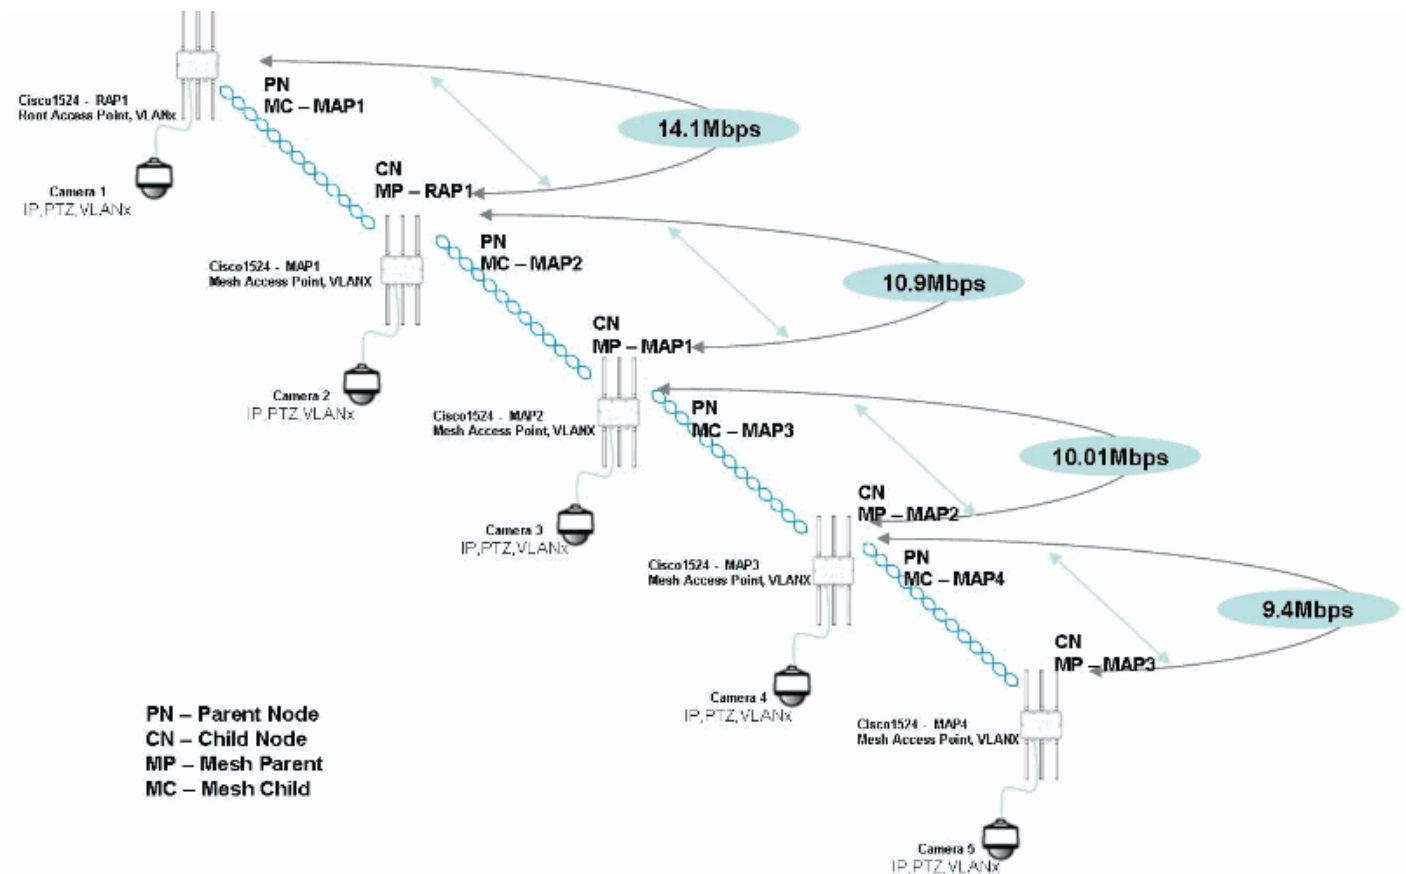 PN
MC – MAP1
Cisco1524 - RAP1
Root Access Point, VLANx
14.1Mbps
Camera 1
IP,PTZ,VLANx
CN
MP – RAP1
PN
MC – MAP2
Cisco1524 - MAP1
Mesh Access Point, VLANX
10.9Mbps
CN
MP – MAP1
Camera 2
IP,PTZ,VLANx
PN
MC – MAP3
Cisco1524 - MAP2
Mesh Access Point, VLANX
10.01Mbps
CN
MP – MAP2
Camera 3
IP,PTZ,VLANx
PN
MC – MAP4
Cisco1524 - MAP3
Mesh Access Point, VLANX
9.4Mbps
CN
MP – MAP3
Camera 4
IP,PTZ,VLANx
Cisco1524 - MAP4
Mesh Access Point, VLANX
PN – Parent Node
CN – Child Node
MP – Mesh Parent
MC – Mesh Child
Camera 5
IP,PTZ,VLANx